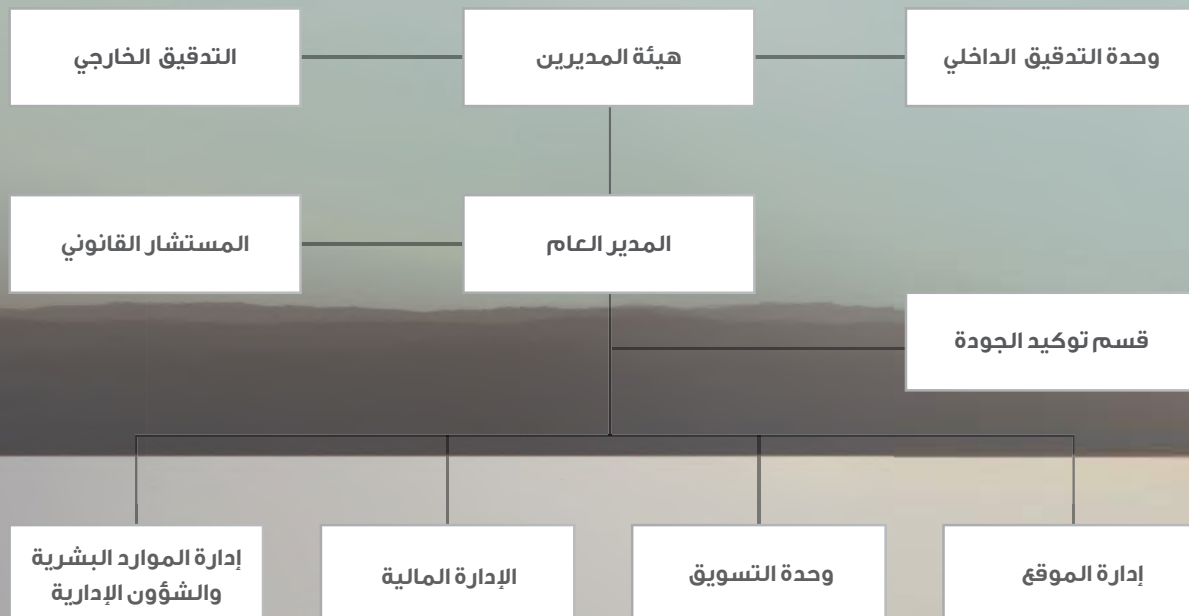 وحدة التدقيق الداخلي
هيئة المديرين
التدقيق الخارجي
المدير العام
المستشار القانوني
قسم توكيد الجودة
إدارة الموقع
وحدة التسويق
الإدارة المالية
إدارة الموارد البشرية
والشؤون الإدارية